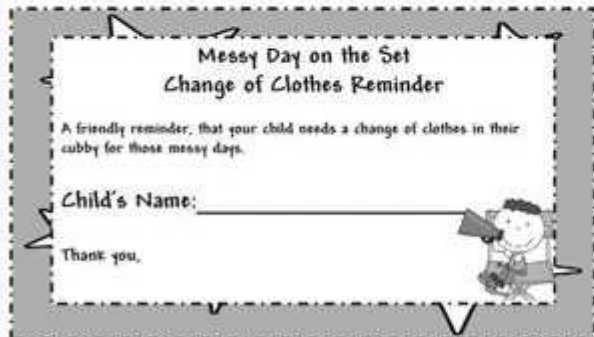 Messy Day on the Set
Change of Clothes Reminder
A friendly reminder, that your child needs a change of clothes in their
cubby for those messy days.
Child's Name:
Thank you,